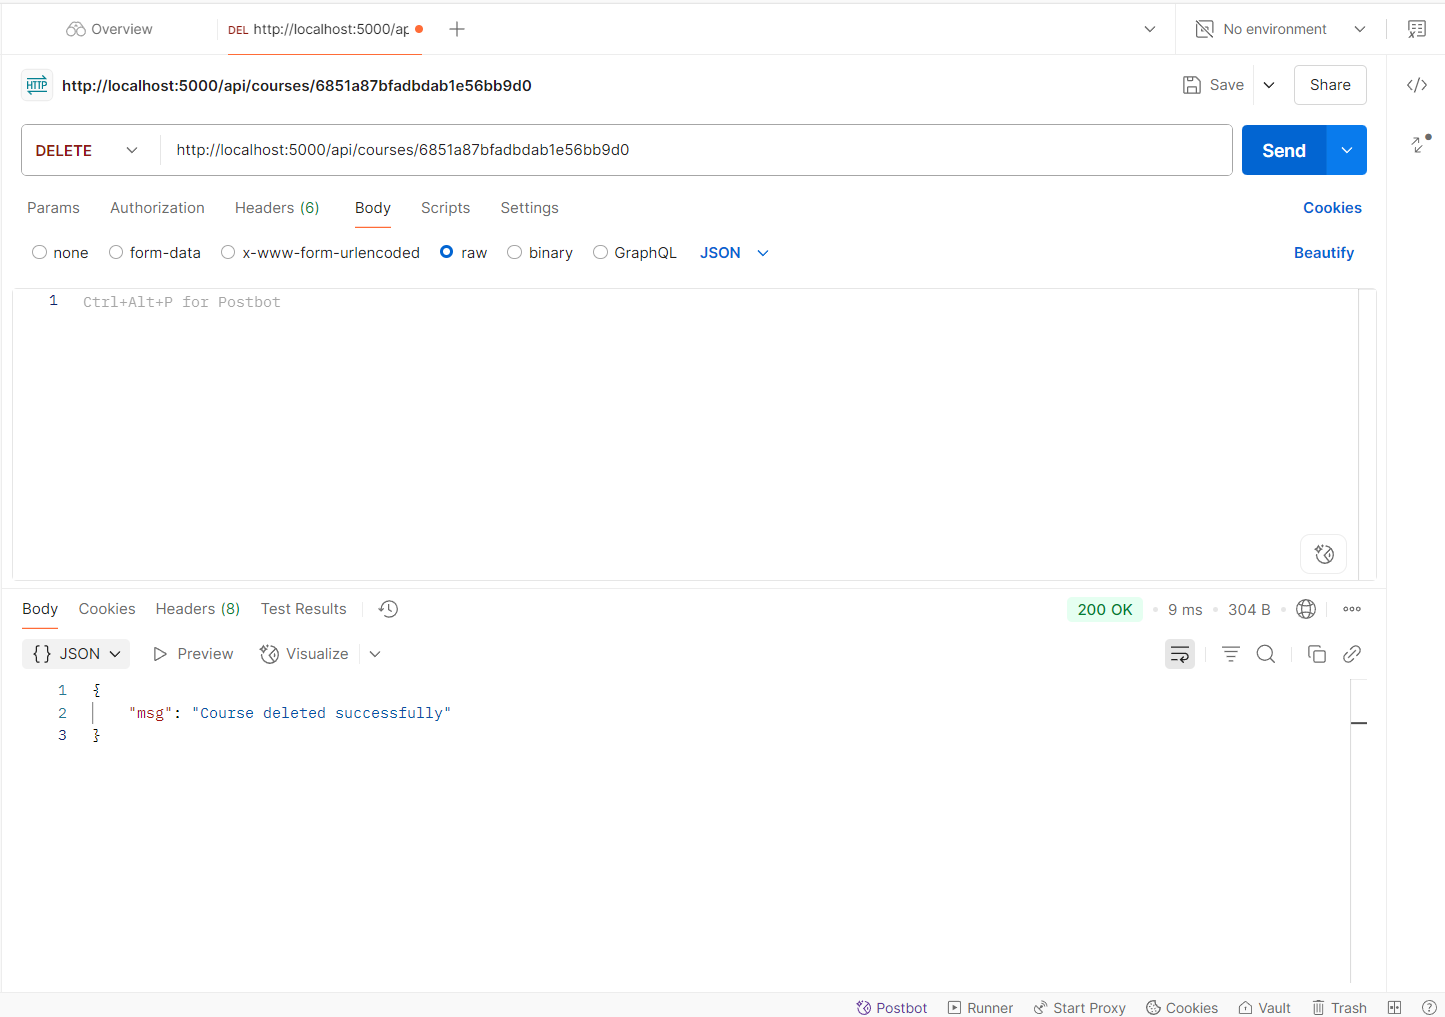 Overview
DEL http://localhost:5000/ap
No environment
HTTP http://localhost:5000/api/courses/6851a87bfadbdab1e56bb9d0
Save
Share
DELETE http://localhost:5000/api/courses/6851a87bfadbdab1e56bb9d0
Send
Params Authorization Headers (6) Body Scripts Settings Cookies
none form-data x-www-form-urlencoded raw binary GraphQL JSON Beautify
1 Ctrl+Alt+P for Postbot
Body Cookies Headers (8) Test Results 200 OK 9 ms 304 B
{} JSON Preview Visualize
1 {
2 "msg": "Course deleted successfully"
3 }
Postbot Runner Start Proxy Cookies Vault Trash